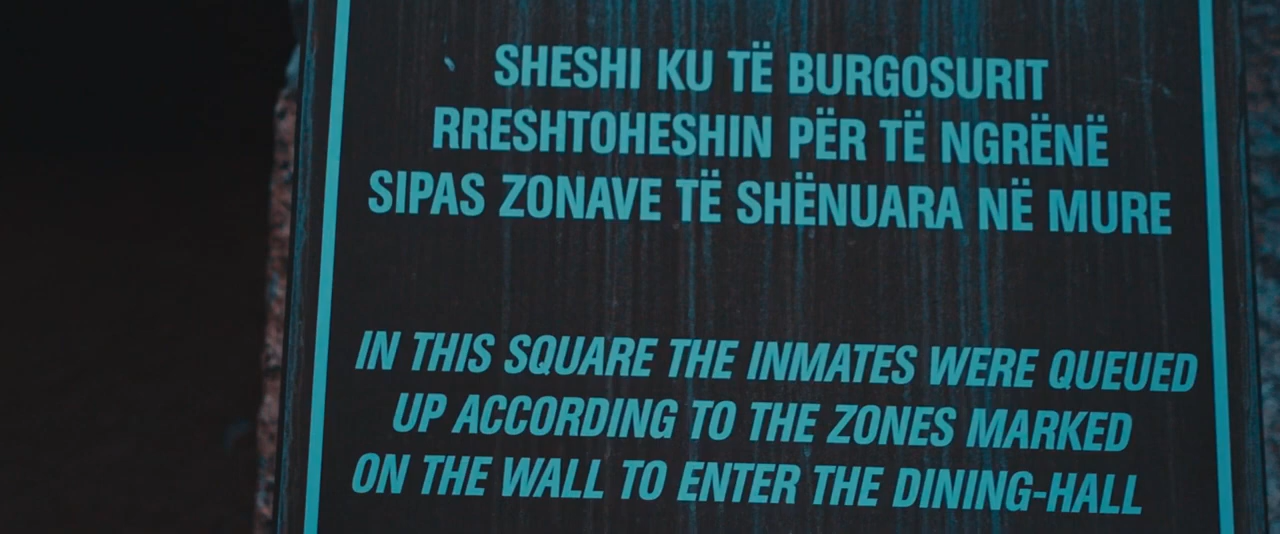 SHESHI KU TË BURGOSURIT
RRESHTOHESHIN PËR TË NGRËNË
SIPAS ZONAVE TË SHËNUARA NË MURE
IN THIS SQUARE THE INMATES WERE QUEUED
UP ACCORDING TO THE ZONES MARKED
ON THE WALL TO ENTER THE DINING-HALL